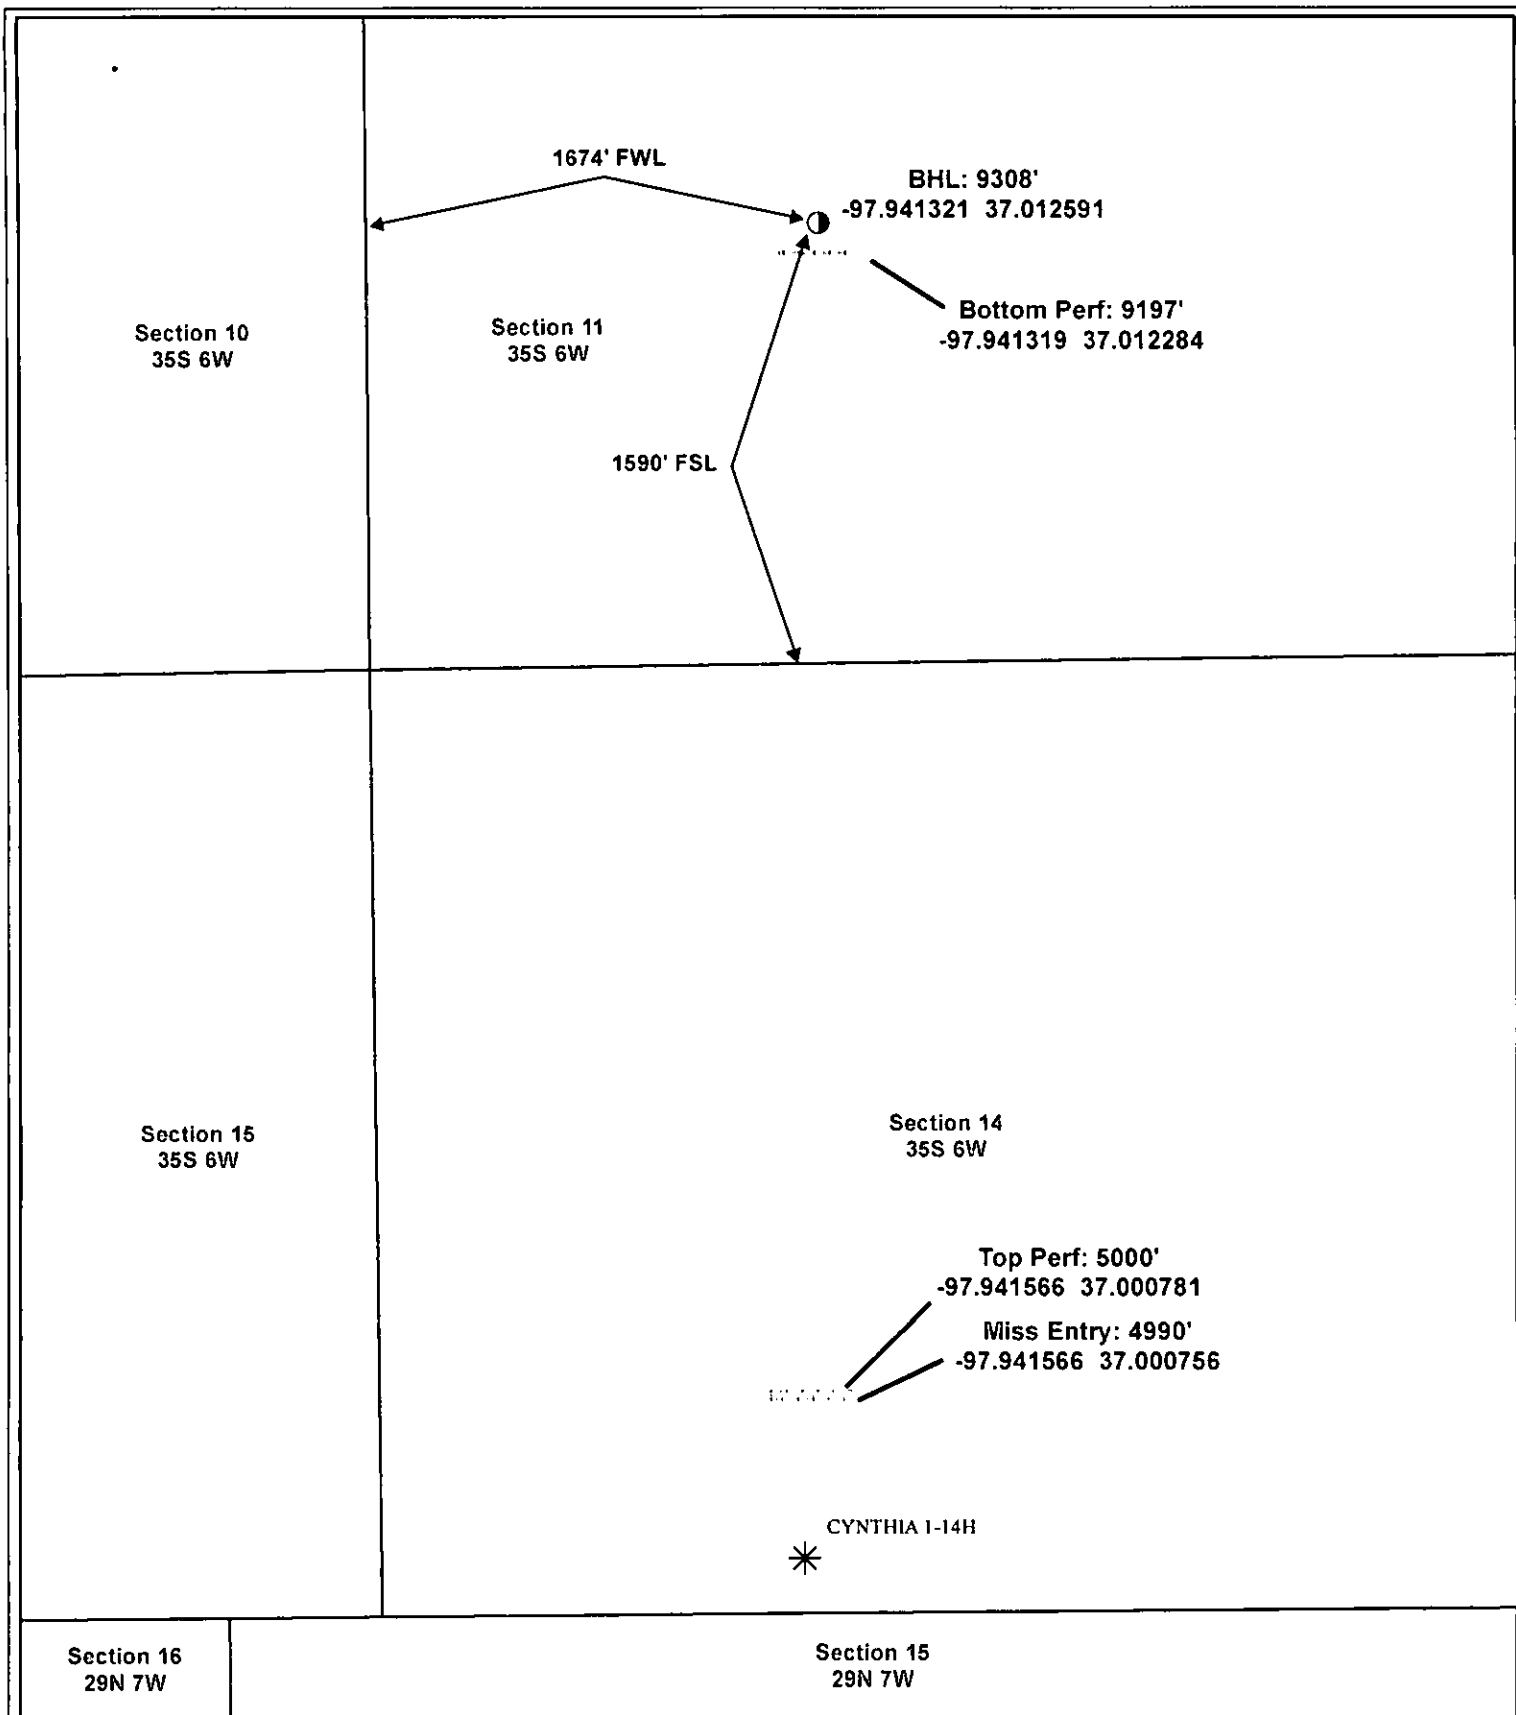 1674' FWL
BHL: 9308'
-97.941321 37.012591
Bottom Perf: 9197'
-97.941319 37.012284
Section 10
35S 6W
Section 11
35S 6W
1590' FSL
Section 15
35S 6W
Section 14
35S 6W
Top Perf: 5000'
-97.941566 37.000781
Miss Entry: 4990'
-97.941566 37.000756
CYNTHIA 1-14H
Section 16
29N 7W
Section 15
29N 7W